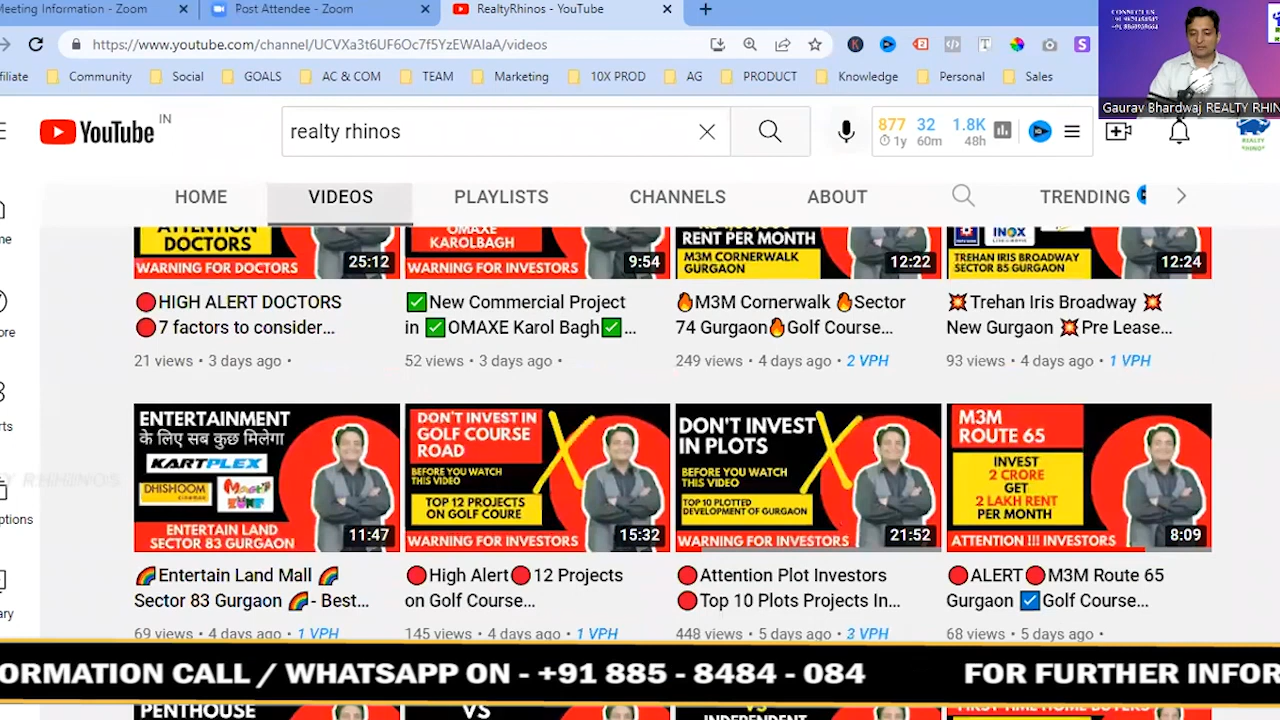 Meeting Information - Zoom
Post Attendee - Zoom
RealtyRhinos - YouTube
https://www.youtube.com/channel/UCVXa3t6UF6Oc7f5YzEWAIaA/videos
filiate
Community
Social
GOALS
AC & COM
TEAM
Marketing
10X PROD
AG
PRODUCT
Knowledge
Personal
Sales
Gaurav Bhardwaj REALTY RHIN
YouTube
IN
realty rhinos
877
1y
32
60m
1.8K
48h
REALTY
RHINO
HOME
VIDEOS
PLAYLISTS
CHANNELS
ABOUT
TRENDING
ATTENTION
DOCTORS
WARNING FOR DOCTORS
25:12
OMAXE
KAROLBAGH
WARNING FOR INVESTORS
9:54
RENT PER MONTH
M3M CORNERWALK
GURGAON
12:22
INOX
TREHAN IRIS BROADWAY
SECTOR 85 GURGAON
12:24
🔴HIGH ALERT DOCTORS
🔴7 factors to consider...
21 views • 3 days ago •
✅New Commercial Project
in ✅OMAXE Karol Bagh✅...
52 views • 3 days ago •
🔥M3M Cornerwalk 🔥Sector
74 Gurgaon🔥Golf Course...
249 views • 4 days ago • 2 VPH
💥Trehan Iris Broadway 💥
New Gurgaon 💥Pre Lease...
93 views • 4 days ago • 1 VPH
ENTERTAINMENT
के लिए सब कुछ मिलेगा
KARTPLEX
DHISHOOM
CINEMAS
ENTERTAIN LAND
SECTOR 83 GURGAON
11:47
DON'T INVEST IN
GOLF COURSE
ROAD
BEFORE YOU WATCH
THIS VIDEO
TOP 12 PROJECTS
ON GOLF COURE
WARNING FOR INVESTORS
15:32
DON'T INVEST
IN PLOTS
BEFORE YOU WATCH
THIS VIDEO
TOP 10 PLOTTED
DEVELOPMENT OF GURGAON
WARNING FOR INVESTORS
21:52
M3M
ROUTE 65
INVEST
2 CRORE
GET
2 LAKH RENT
PER MONTH
ATTENTION !!! INVESTORS
8:09
🌈Entertain Land Mall 🌈
Sector 83 Gurgaon 🌈- Best...
69 views • 4 days ago • 1 VPH
🔴High Alert🔴12 Projects
on Golf Course...
145 views • 4 days ago • 1 VPH
🔴Attention Plot Investors
🔴Top 10 Plots Projects In...
448 views • 5 days ago • 3 VPH
🔴ALERT🔴M3M Route 65
Gurgaon ☑️Golf Course...
68 views • 5 days ago •
ORMATION CALL / WHATSAPP ON - +91 885 - 8484 - 084
FOR FURTHER INFOR
PENTHOUSE
VS